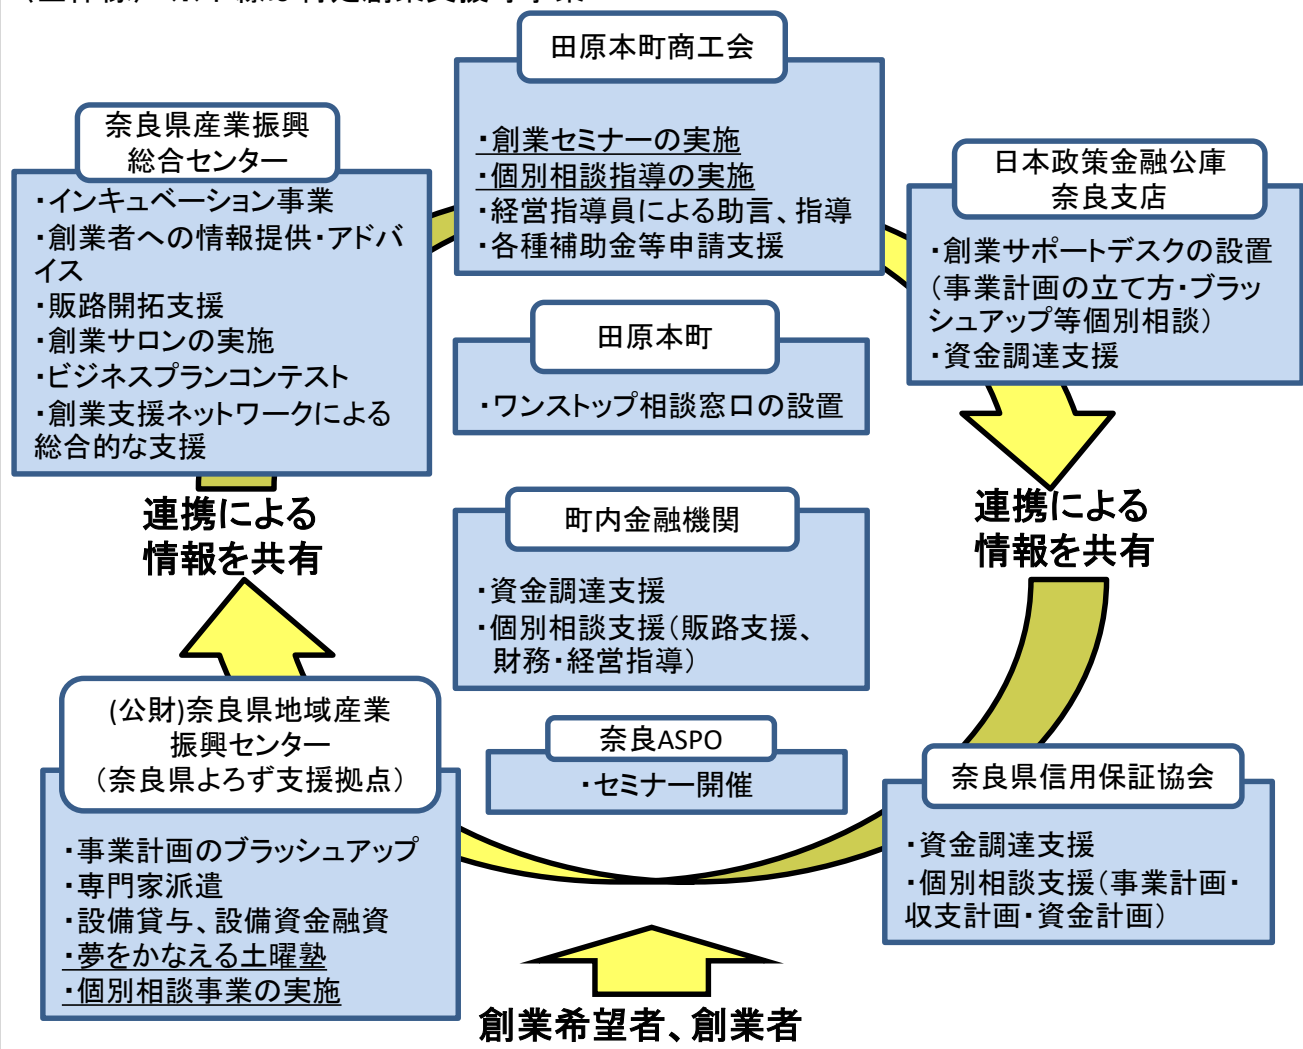 田原本町商工会
・創業セミナーの実施
・個別相談指導の実施
・経営指導員による助言、指導
・各種補助金等申請支援
奈良県産業振興
総合センター
・インキュベーション事業
・創業者への情報提供・アドバ
イス
・販路開拓支援
・創業サロンの実施
・ビジネスプランコンテスト
・創業支援ネットワークによる
総合的な支援
日本政策金融公庫
奈良支店
・創業サポートデスクの設置
（事業計画の立て方・ブラッ
シュアップ等個別相談）
・資金調達支援
田原本町
・ワンストップ相談窓口の設置
連携による
情報を共有
町内金融機関
・資金調達支援
・個別相談支援（販路支援、
財務・経営指導）
連携による
情報を共有
(公財)奈良県地域産業
振興センター
（奈良県よろず支援拠点）
・事業計画のブラッシュアップ
・専門家派遣
・設備貸与、設備資金融資
・夢をかなえる土曜塾
・個別相談事業の実施
奈良ASPO
・セミナー開催
奈良県信用保証協会
・資金調達支援
・個別相談支援（事業計画・
収支計画・資金計画）
創業希望者、創業者